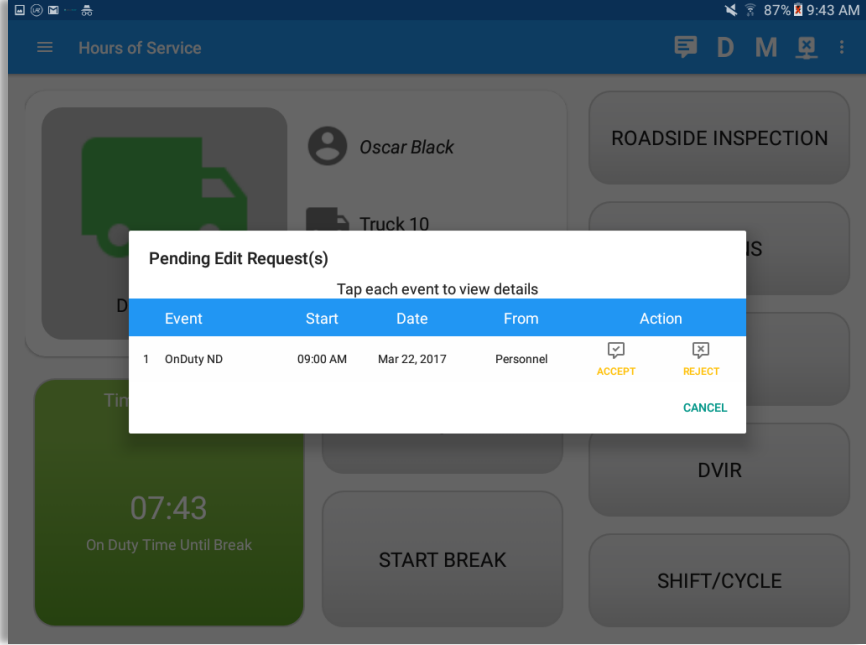 87% 9:43 AM
Hours of Service
D M
Oscar Black
ROADSIDE INSPECTION
Truck 10
Pending Edit Request(s)
Tap each event to view details
Event Start Date From Action
1 OnDuty ND 09:00 AM Mar 22, 2017 Personnel
ACCEPT REJECT
CANCEL
07:43
On Duty Time Until Break
START BREAK
DVIR
SHIFT/CYCLE